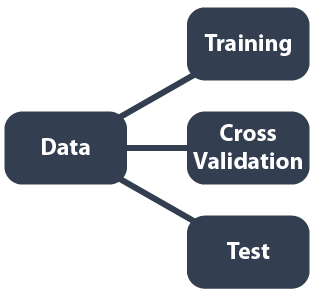 Training
Data
Cross
Validation
Test